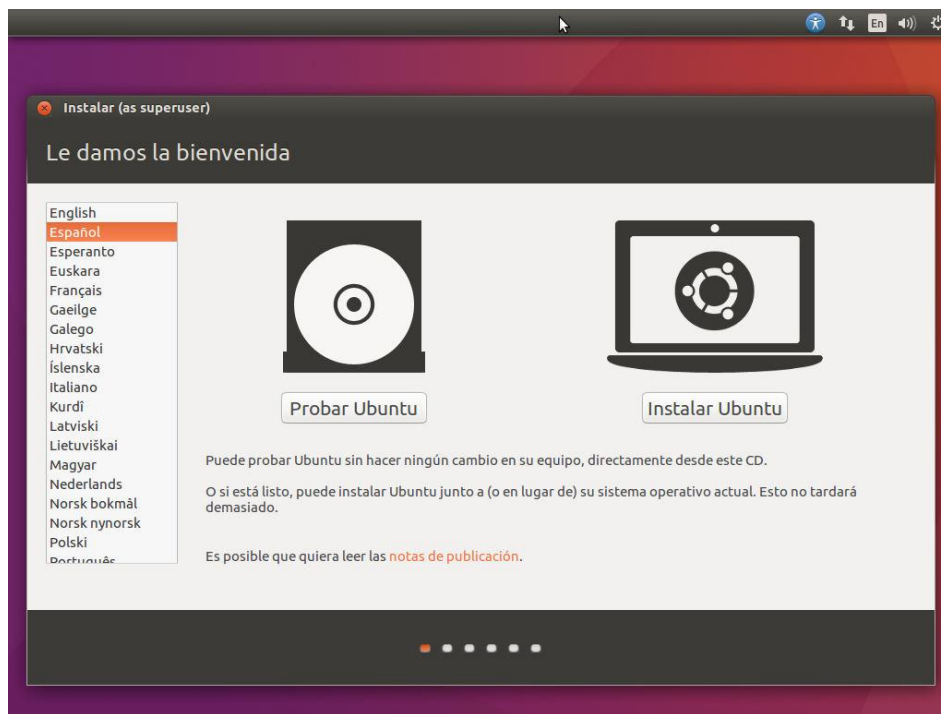 En
Instalar (as superuser)
Le damos la bienvenida
English
Español
Esperanto
Euskara
Français
Gaeilge
Galego
Hrvatski
Íslenska
Italiano
Kurdî
Latviski
Lietuviškai
Magyar
Nederlands
Norsk bokmål
Norsk nynorsk
Polski
Português
Probar Ubuntu
Instalar Ubuntu
Puede probar Ubuntu sin hacer ningún cambio en su equipo, directamente desde este CD.
O si está listo, puede instalar Ubuntu junto a (o en lugar de) su sistema operativo actual. Esto no tardará
demasiado.
Es posible que quiera leer las notas de publicación.